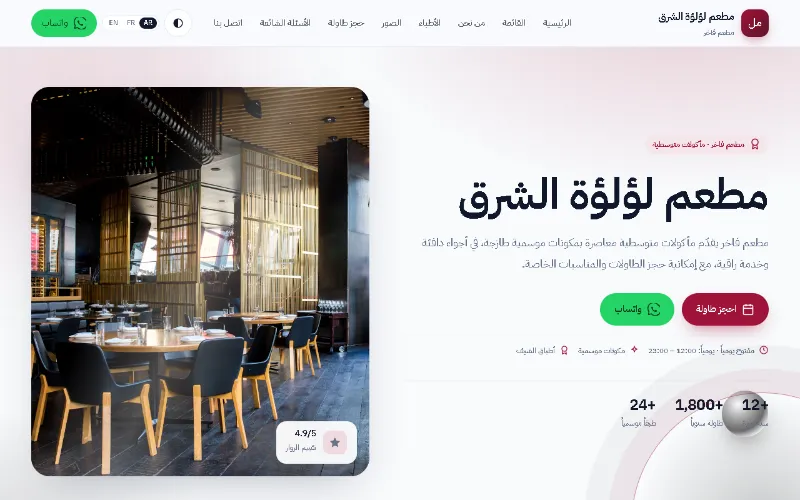 مل
مطعم لؤلؤة الشرق
مطعم فاخر
الرئيسية
القائمة
من نحن
الأطباء
الصور
حجز طاولة
الأسئلة الشائعة
اتصل بنا
AR
FR
EN
واتساب
مطعم فاخر · مأكولات متوسطية
مطعم لؤلؤة الشرق
مطعم فاخر يقدّم مأكولات متوسطية معاصرة بمكونات موسمية طازجة، في أجواء دافئة
وخدمة راقية، مع إمكانية حجز الطاولات والمناسبات الخاصة.
احجز طاولة
واتساب
مفتوح يومياً · يومياً: 12:00 – 23:00
مكونات موسمية
أطباق الشيف
12+
1,800+
طاولة سنوياً
24+
طبقاً موسمياً
4.9/5
تقييم الزوار